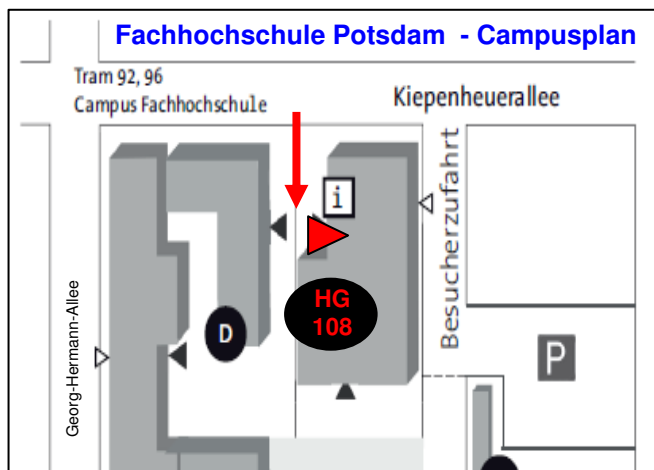 Fachhochschule Potsdam - Campusplan
Tram 92, 96
Campus Fachhochschule
Kiepenheuerallee
Besucherzufahrt
i
HG
108
D
P
Georg-Hermann-Allee